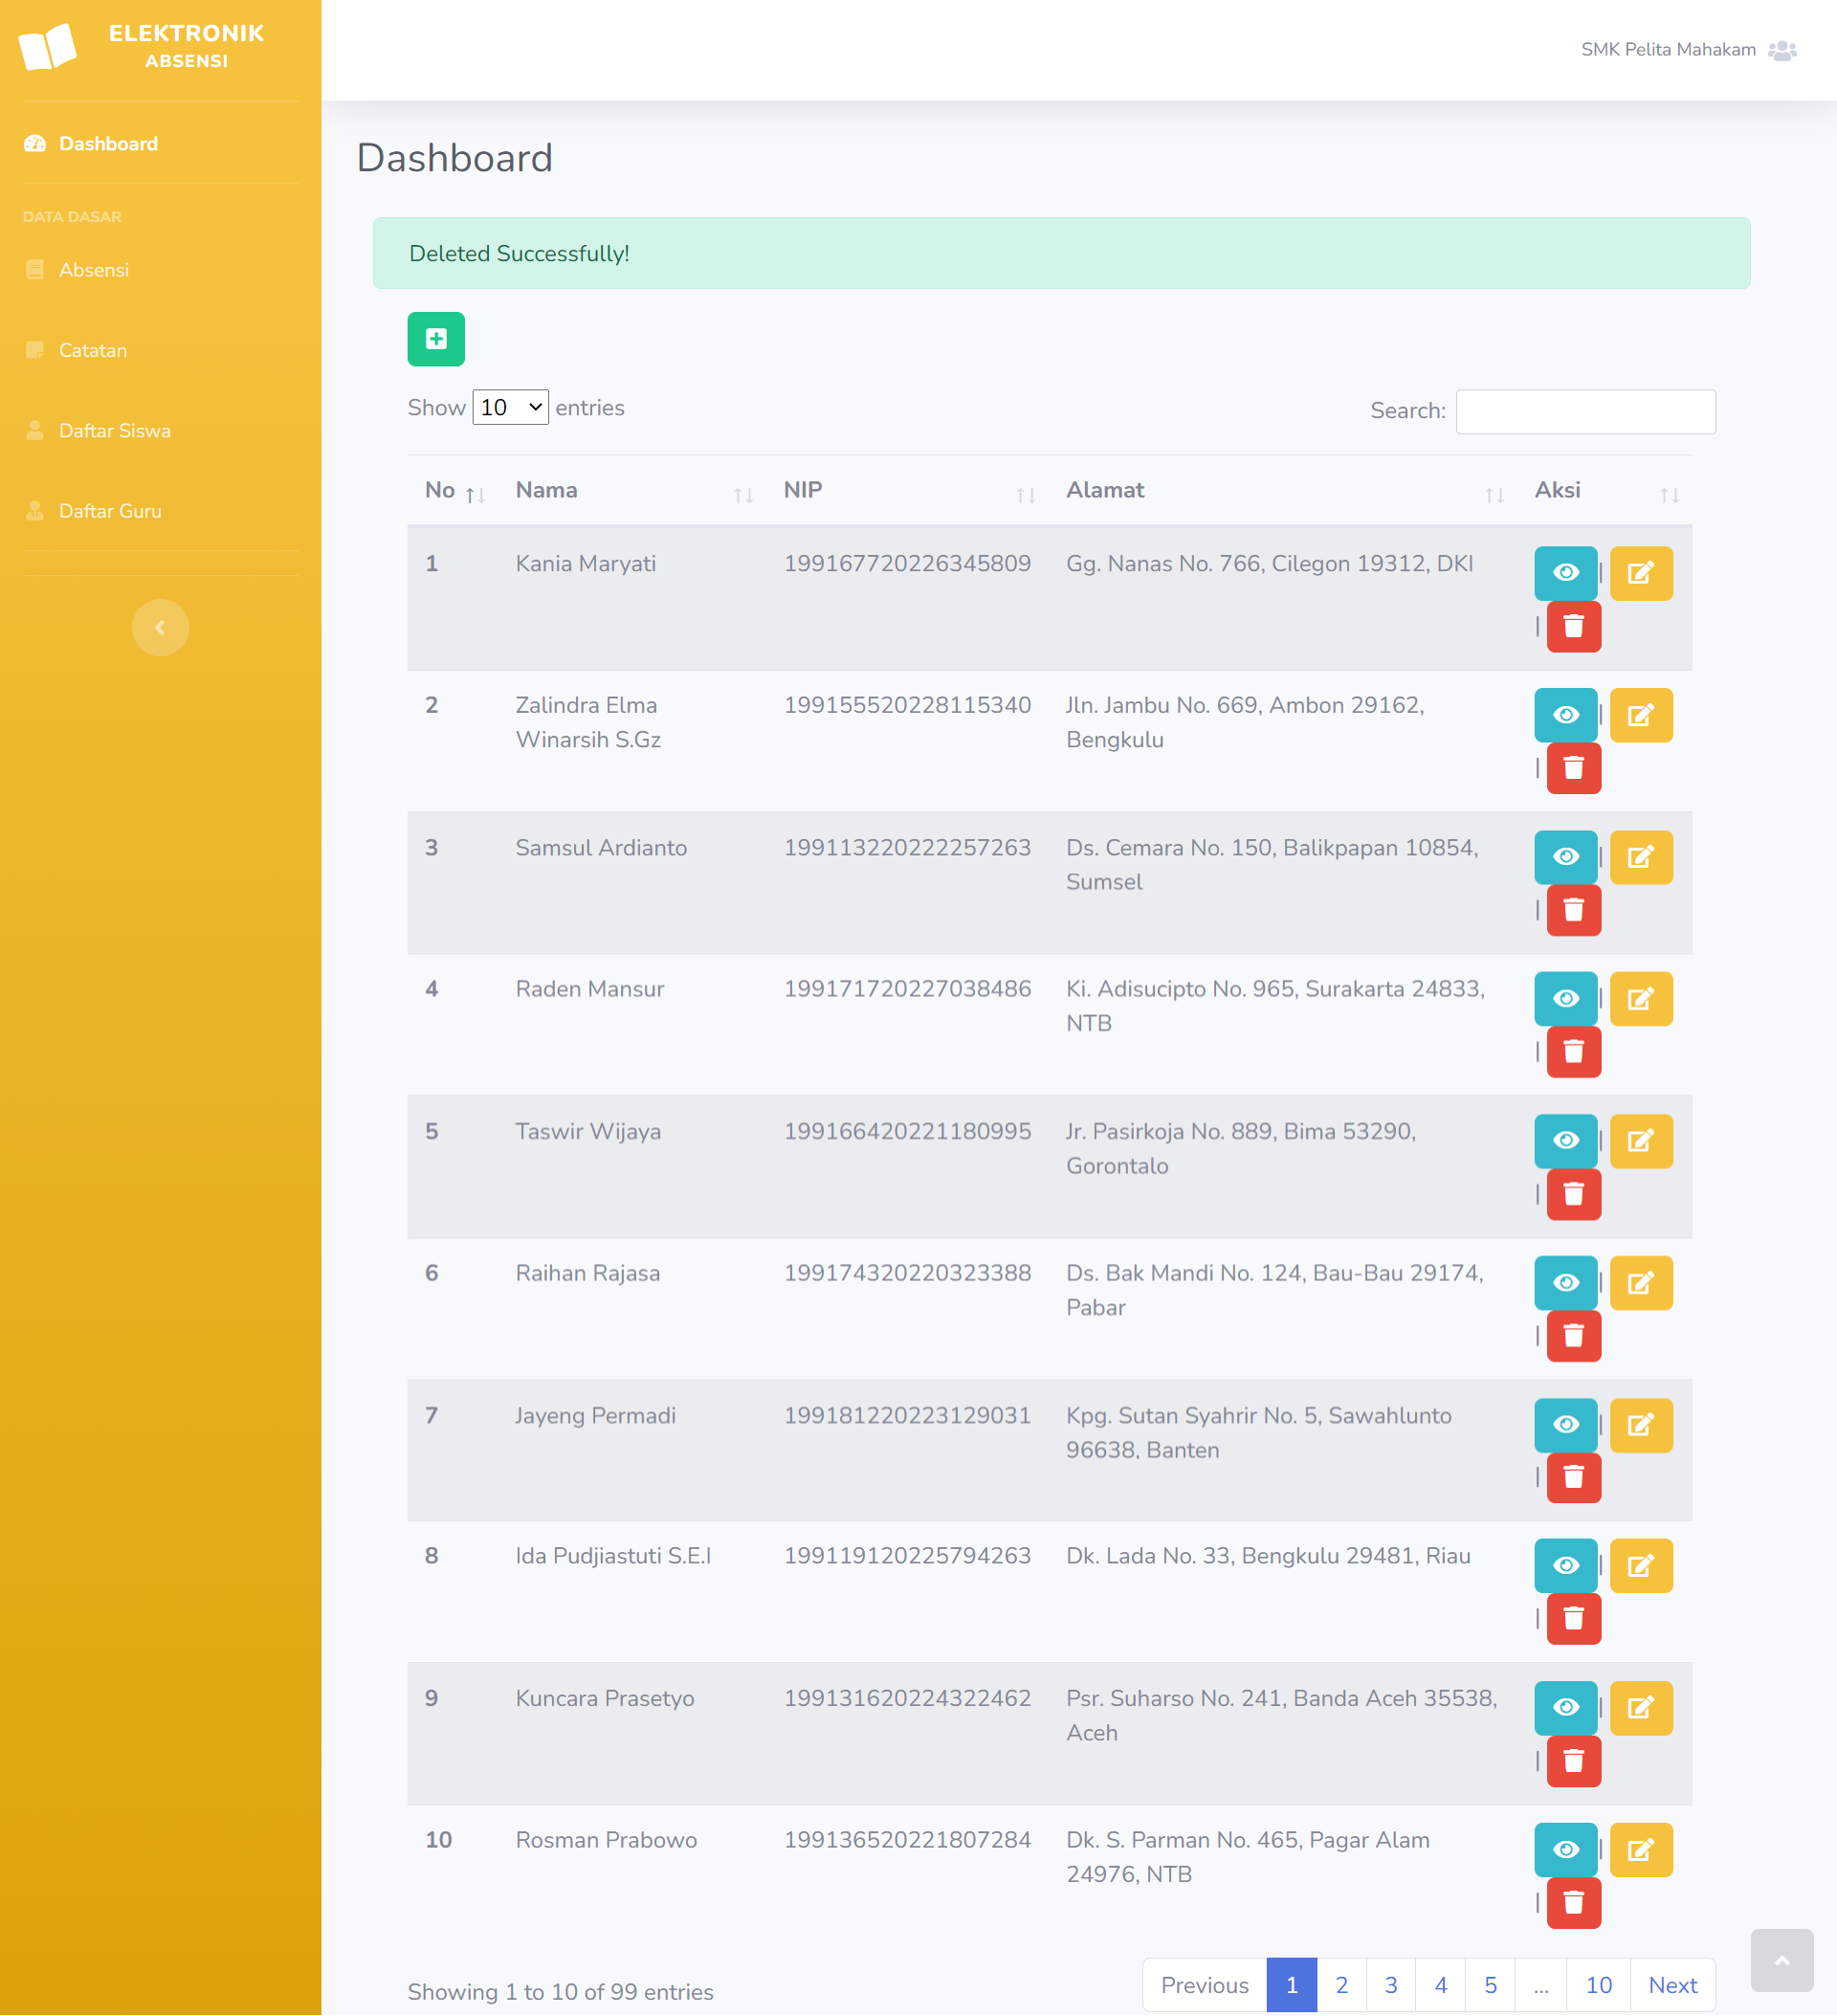 ELEKTRONIK
ABSENSI
SMK Pelita Mahakam
Dashboard
DATA DASAR
Absensi
Catatan
Daftar Siswa
Daftar Guru
Dashboard
Deleted Successfully!
Show 10 entries
Search:
No Nama NIP Alamat Aksi
1 Kania Maryati 199167720226345809 Gg. Nanas No. 766, Cilegon 19312, DKI |
|
2 Zalindra Elma 199155520228115340 Jln. Jambu No. 669, Ambon 29162, |
Winarsih S.Gz Bengkulu
|
3 Samsul Ardianto 199113220222257263 Ds. Cemara No. 150, Balikpapan 10854, |
Sumsel
|
4 Raden Mansur 199171720227038486 Ki. Adisucipto No. 965, Surakarta 24833, |
NTB
|
5 Taswir Wijaya 199166420221180995 Jr. Pasirkoja No. 889, Bima 53290, |
Gorontalo
|
6 Raihan Rajasa 199174320220323388 Ds. Bak Mandi No. 124, Bau-Bau 29174, |
Pabar
|
7 Jayeng Permadi 199181220223129031 Kpg. Sutan Syahrir No. 5, Sawahlunto |
96638, Banten
|
8 Ida Pudjiastuti S.E.I 199119120225794263 Dk. Lada No. 33, Bengkulu 29481, Riau |
|
9 Kuncara Prasetyo 199131620224322462 Psr. Suharso No. 241, Banda Aceh 35538, |
Aceh
|
10 Rosman Prabowo 199136520221807284 Dk. S. Parman No. 465, Pagar Alam |
24976, NTB
|
Showing 1 to 10 of 99 entries
Previous 1 2 3 4 5 ... 10 Next